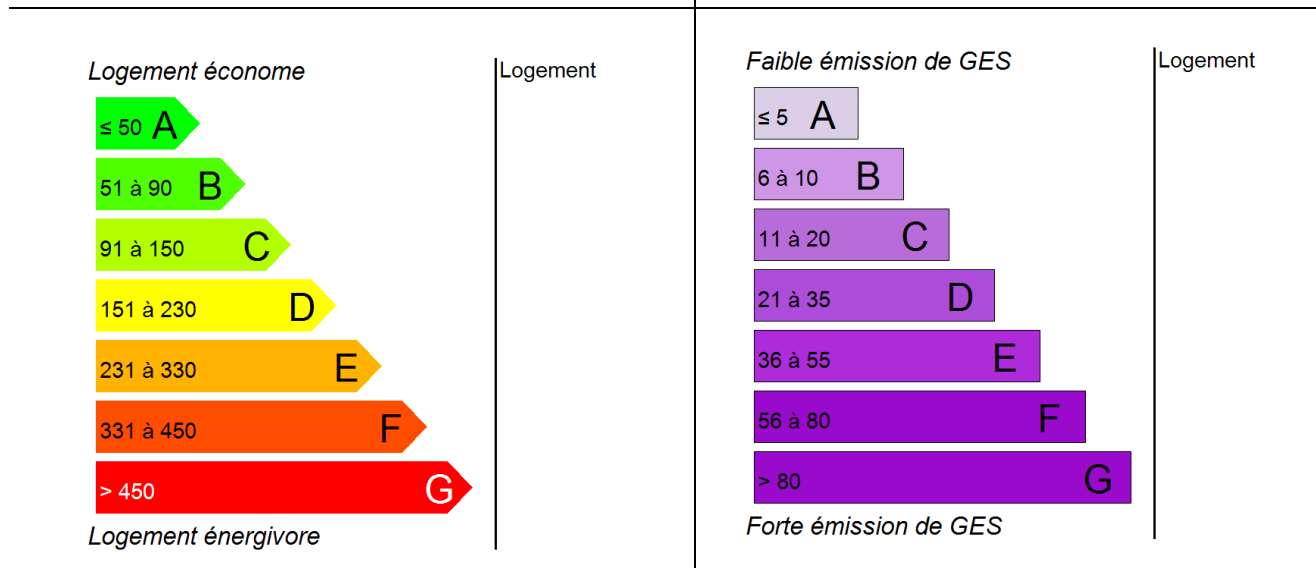 Logement économe
Logement
≤ 50 A
51 à 90 B
91 à 150 C
151 à 230 D
231 à 330 E
331 à 450 F
> 450 G
Logement énergivore
Faible émission de GES
Logement
≤ 5 A
6 à 10 B
11 à 20 C
21 à 35 D
36 à 55 E
56 à 80 F
> 80 G
Forte émission de GES